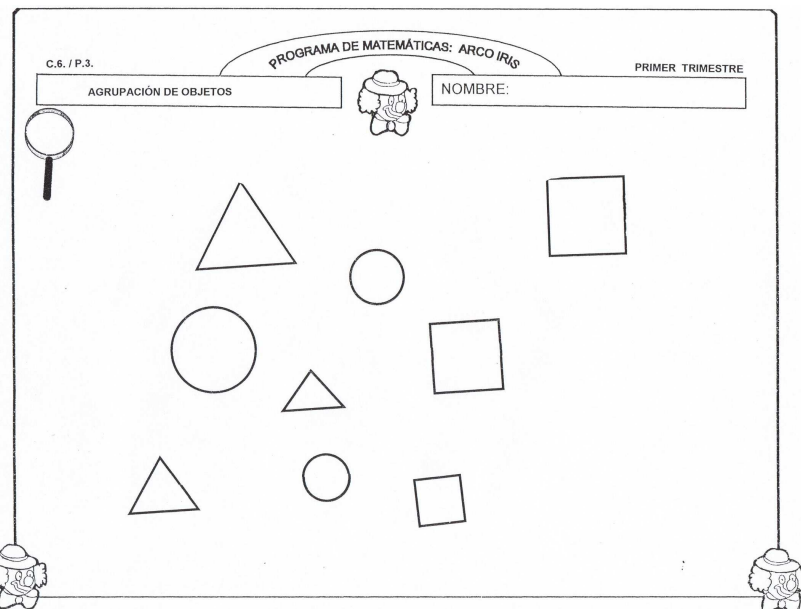 PROGRAMA DE MATEMÁTICAS: ARCO IRIS
C.6. / P.3.
PRIMER TRIMESTRE
AGRUPACIÓN DE OBJETOS
NOMBRE: